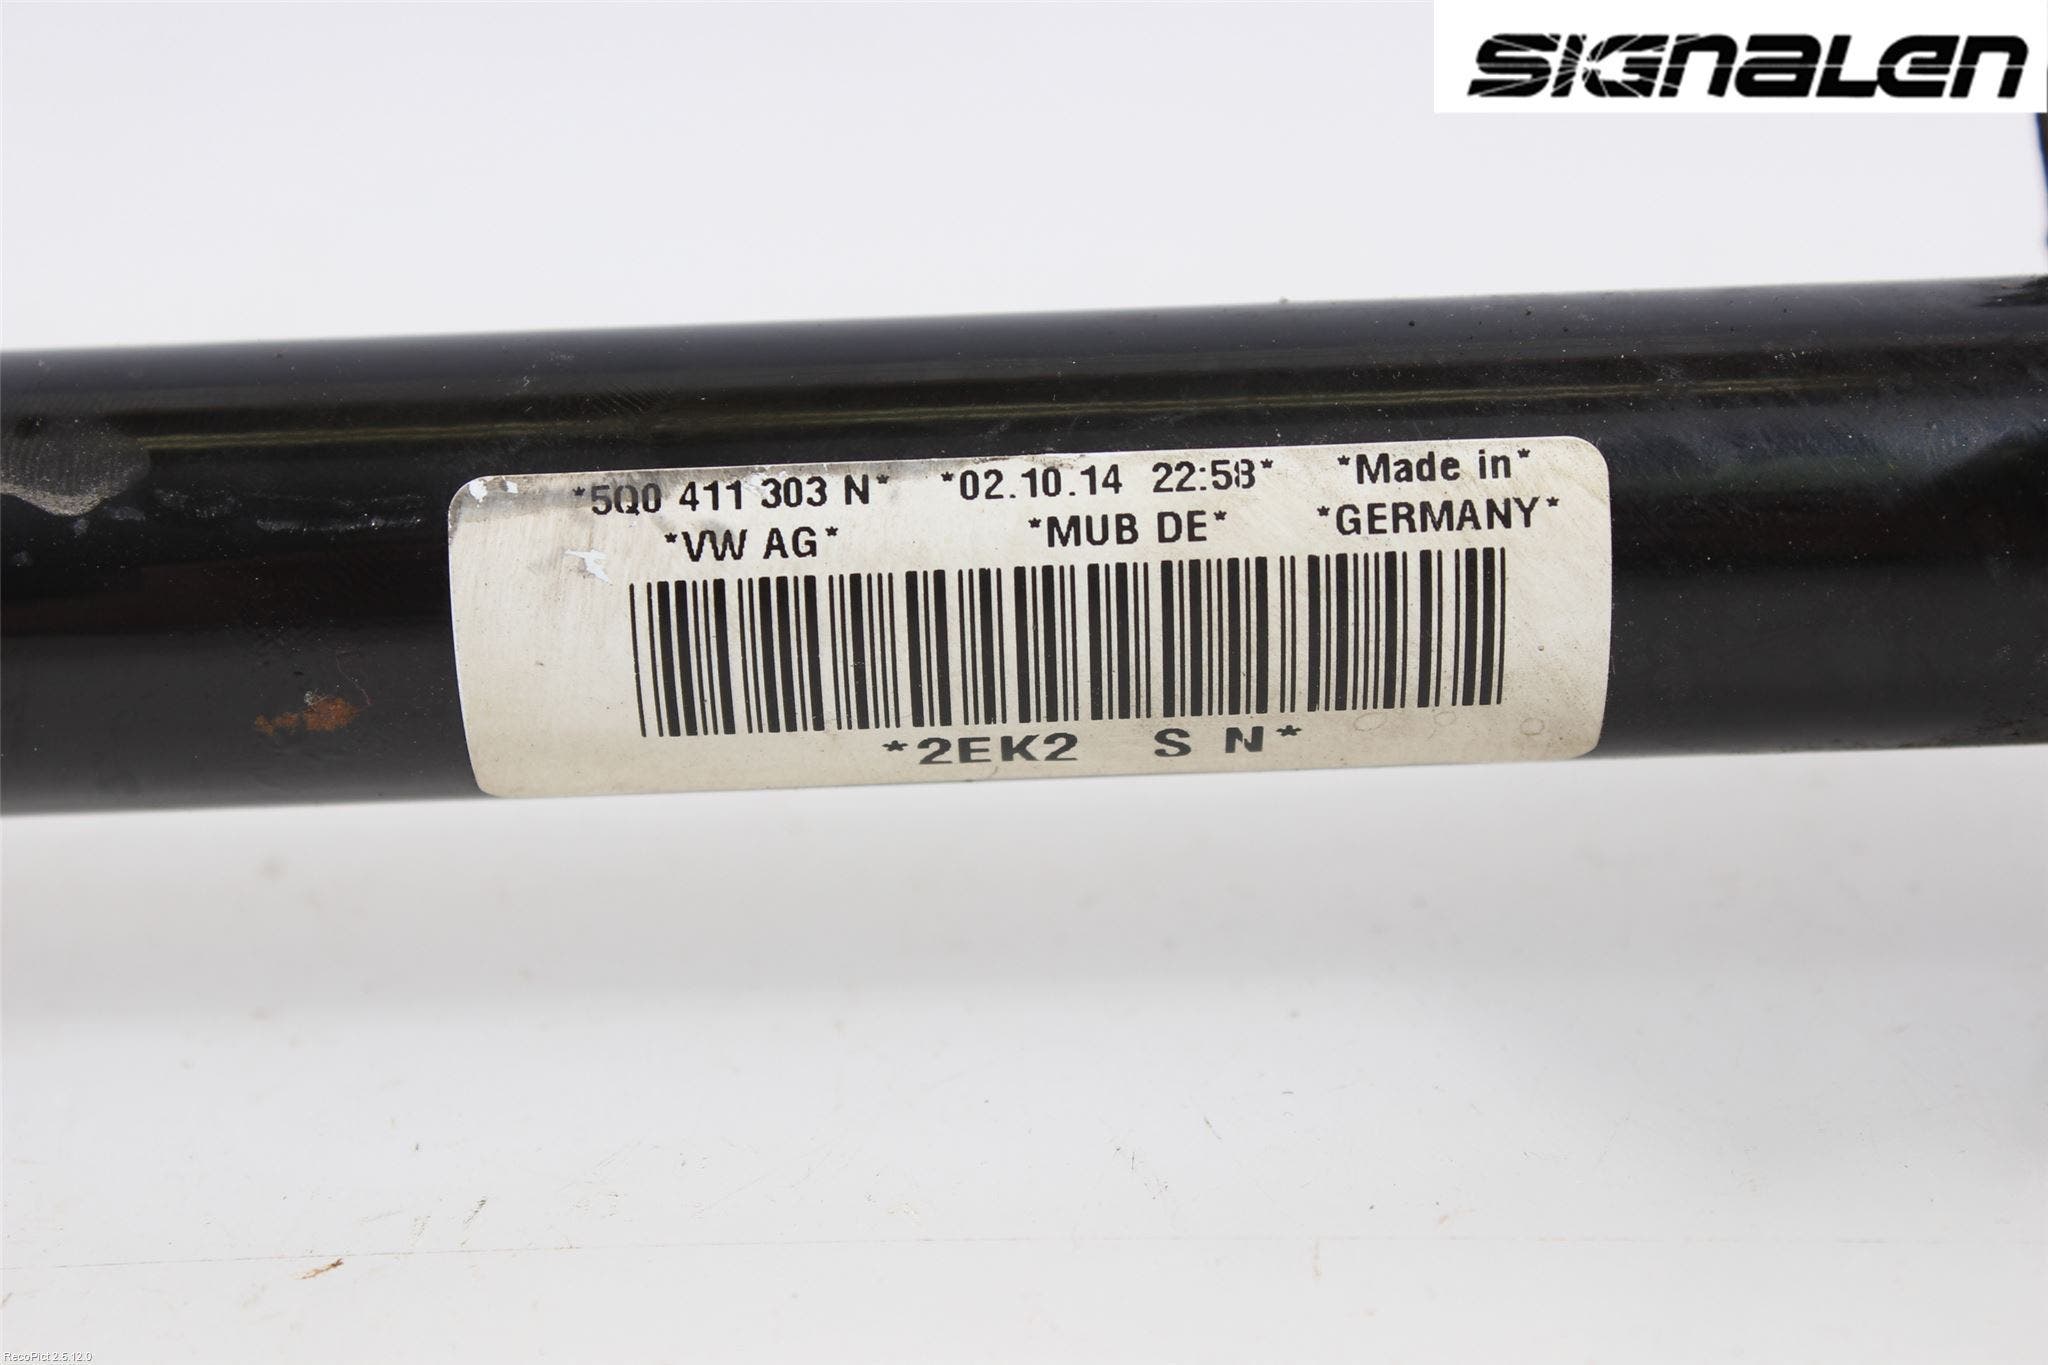 SIGNALEN
*5Q0 411 303 N* *02.10.14 22:58* *Made in*
*VW AG* *MUB DE* *GERMANY*
*2EK2 S N*
RecoPict 2.5.12.0